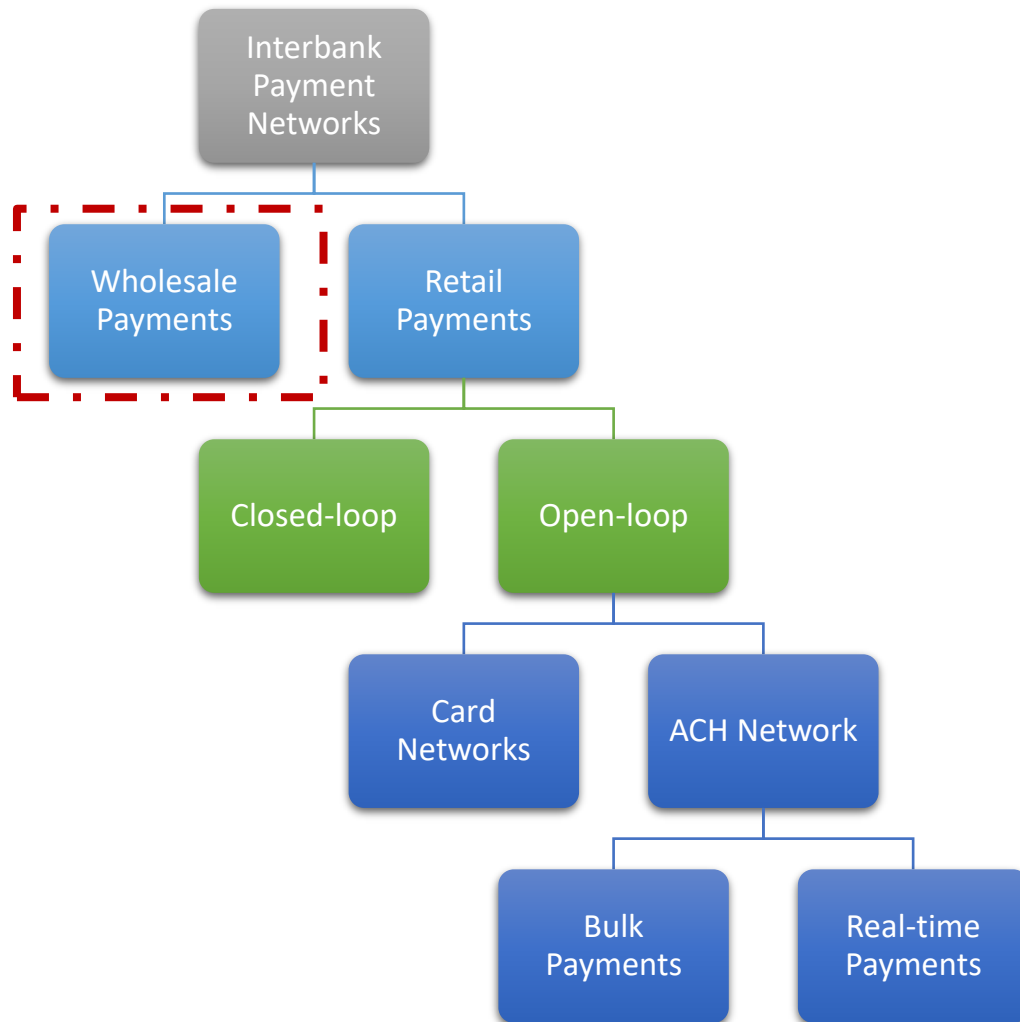 Interbank
Payment
Networks
Wholesale
Payments
Retail
Payments
Closed-loop
Open-loop
Card
Networks
ACH Network
Bulk
Payments
Real-time
Payments